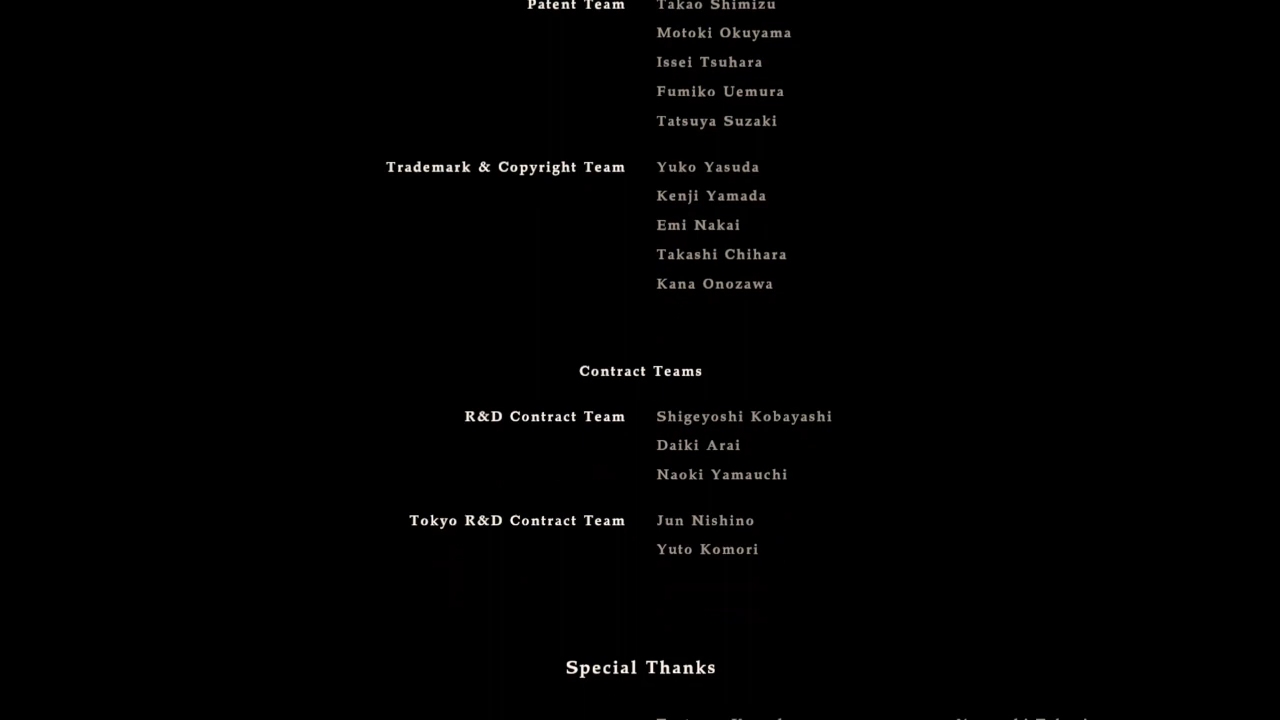 Patent Team Takao Shimizu
Motoki Okuyama
Issei Tsuhara
Fumiko Uemura
Tatsuya Suzaki
Trademark & Copyright Team Yuko Yasuda
Kenji Yamada
Emi Nakai
Takashi Chihara
Kana Onozawa
Contract Teams
R&D Contract Team Shigeyoshi Kobayashi
Daiki Arai
Naoki Yamauchi
Tokyo R&D Contract Team Jun Nishino
Yuto Komori
Special Thanks